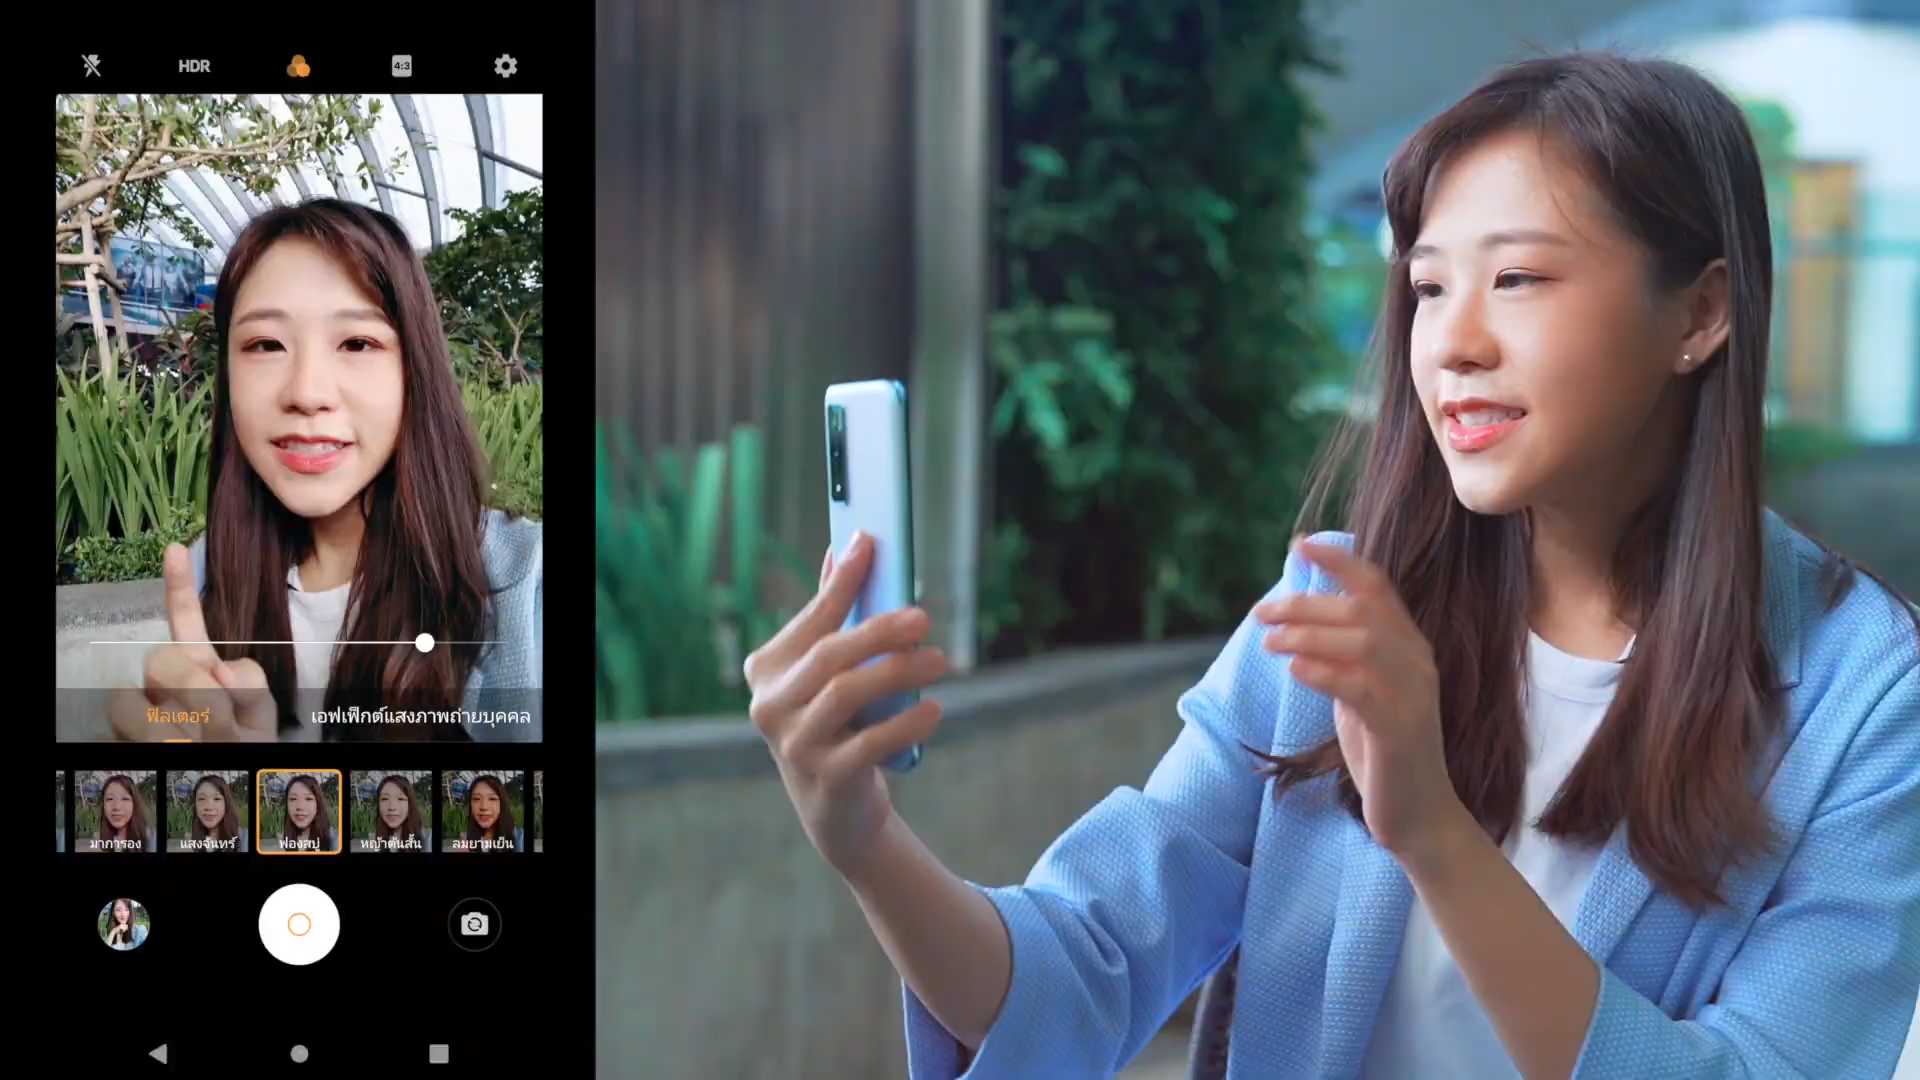 HDR
4:3
ฟิลเตอร์ เอฟเฟ็กต์แสงภาพถ่ายบุคคล
มาการอง แสงจันทร์ ฟองสบู่ หญ้าต้นสั้น ลมยามเย็น